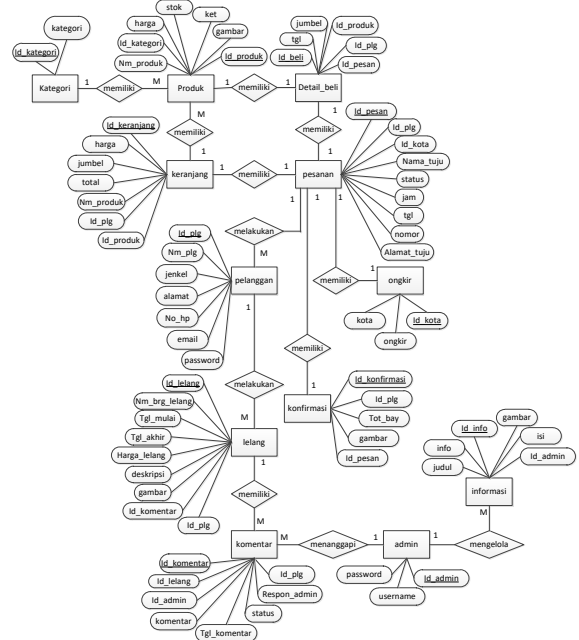 stok
ket
harga
gambar
Id_kategori
Nm_produk
Id_produk
kategori
Id_kategori
jumbel
Id_produk
tgl
Id_plg
Id_beli
Id_pesan
Kategori
1
memiliki
M
Produk
1
memiliki
1
Detail_beli
M
memiliki
1
1
memiliki
1
Id_keranjang
harga
jumbel
total
Nm_produk
Id_plg
Id_produk
keranjang
1
memiliki
1
pesanan
Id_pesan
Id_plg
Id_kota
Nama_tuju
status
jam
tgl
nomor
Alamat_tuju
1
1
1
melakukan
M
Id_plg
Nm_plg
jenkel
alamat
No_hp
email
password
pelanggan
1
memiliki
1
ongkir
kota
Id_kota
ongkir
memiliki
1
melakukan
M
konfirmasi
Id_konfirmasi
Id_plg
Tot_bay
gambar
Id_pesan
Id_lelang
Nm_brg_lelang
Tgl_mulai
Tgl_akhir
Harga_lelang
deskripsi
gambar
Id_komentar
Id_plg
lelang
1
memiliki
M
gambar
Id_info
isi
info
Id_admin
judul
informasi
M
komentar
M
menanggapi
1
admin
1
mengelola
Id_komentar
Id_lelang
Id_admin
komentar
Tgl_komentar
status
Respon_admin
Id_plg
password
Id_admin
username